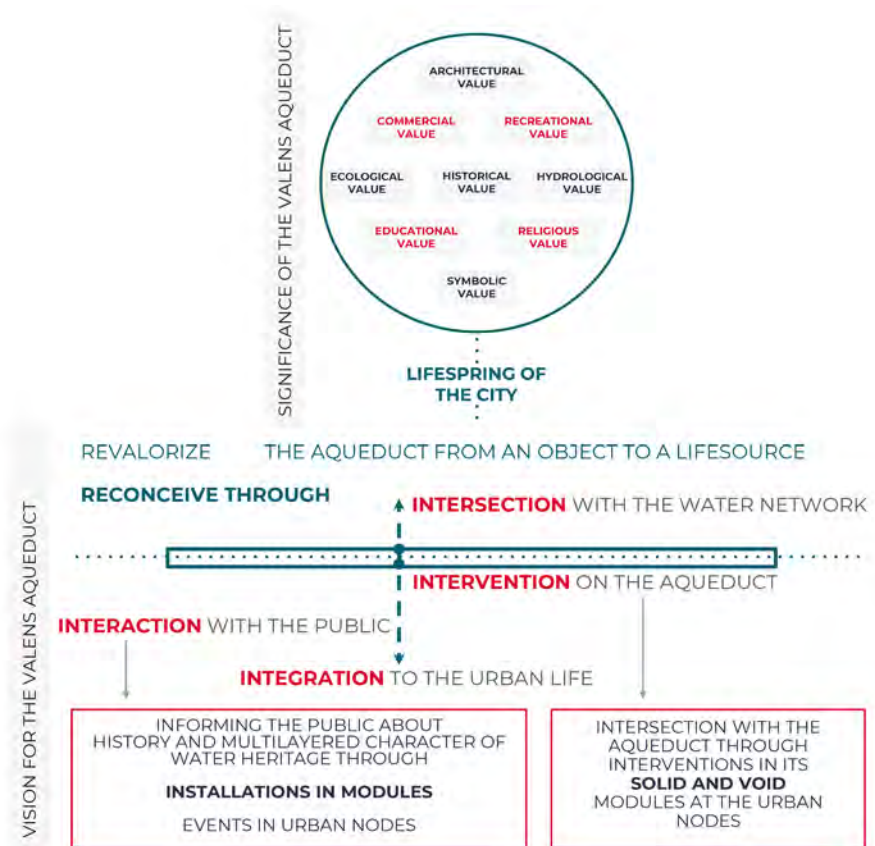 SIGNIFICANCE OF THE VALENS AQUEDUCT
ARCHITECTURAL
VALUE
COMMERCIAL
VALUE
RECREATIONAL
VALUE
ECOLOGICAL
VALUE
HISTORICAL
VALUE
HYDROLOGICAL
VALUE
EDUCATIONAL
VALUE
RELIGIOUS
VALUE
SYMBOLIC
VALUE
LIFESPRING OF
THE CITY
VISION FOR THE VALENS AQUEDUCT
REVALORIZE THE AQUEDUCT FROM AN OBJECT TO A LIFESOURCE
RECONCEIVE THROUGH
INTERSECTION WITH THE WATER NETWORK
INTERVENTION ON THE AQUEDUCT
INTERACTION WITH THE PUBLIC
INTEGRATION TO THE URBAN LIFE
INFORMING THE PUBLIC ABOUT
HISTORY AND MULTILAYERED CHARACTER OF
WATER HERITAGE THROUGH
INSTALLATIONS IN MODULES
EVENTS IN URBAN NODES
INTERSECTION WITH THE
AQUEDUCT THROUGH
INTERVENTIONS IN ITS
SOLID AND VOID
MODULES AT THE URBAN
NODES